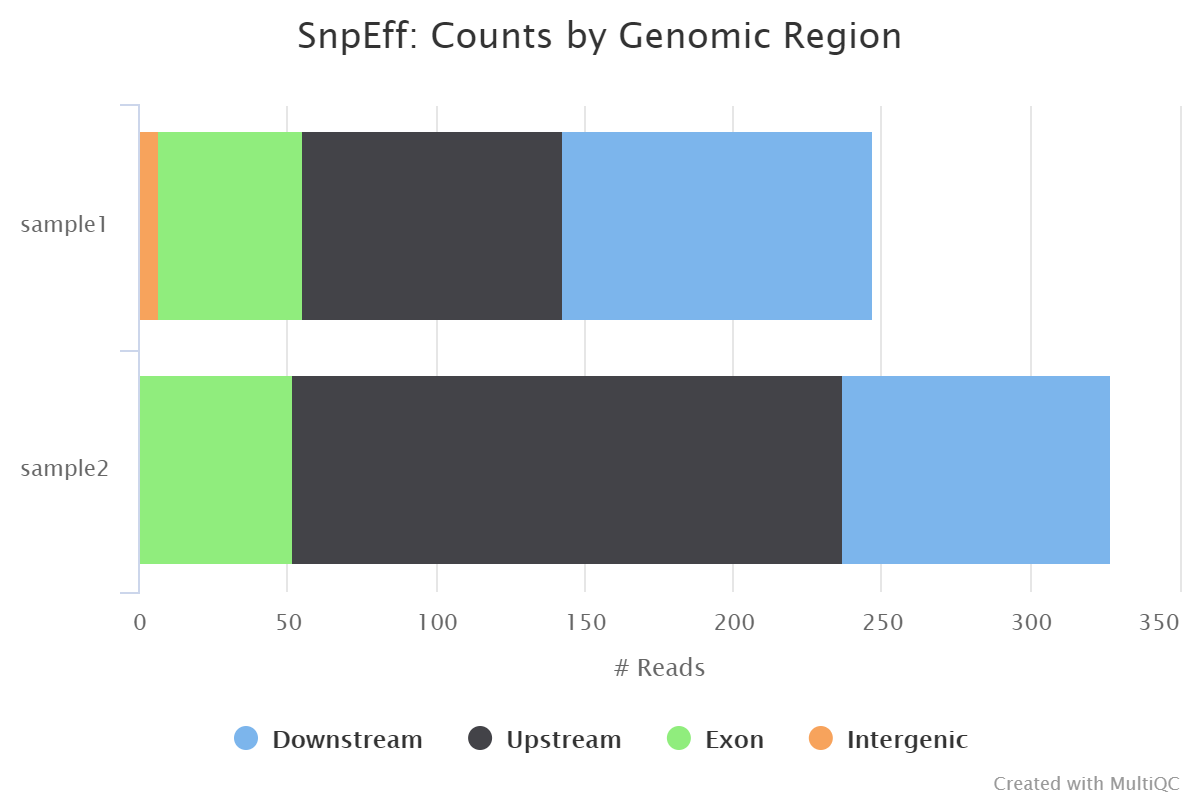 SnpEff: Counts by Genomic Region
sample1
sample2
0 50 100 150 200 250 300 350
# Reads
Downstream Upstream Exon Intergenic
Created with MultiQC